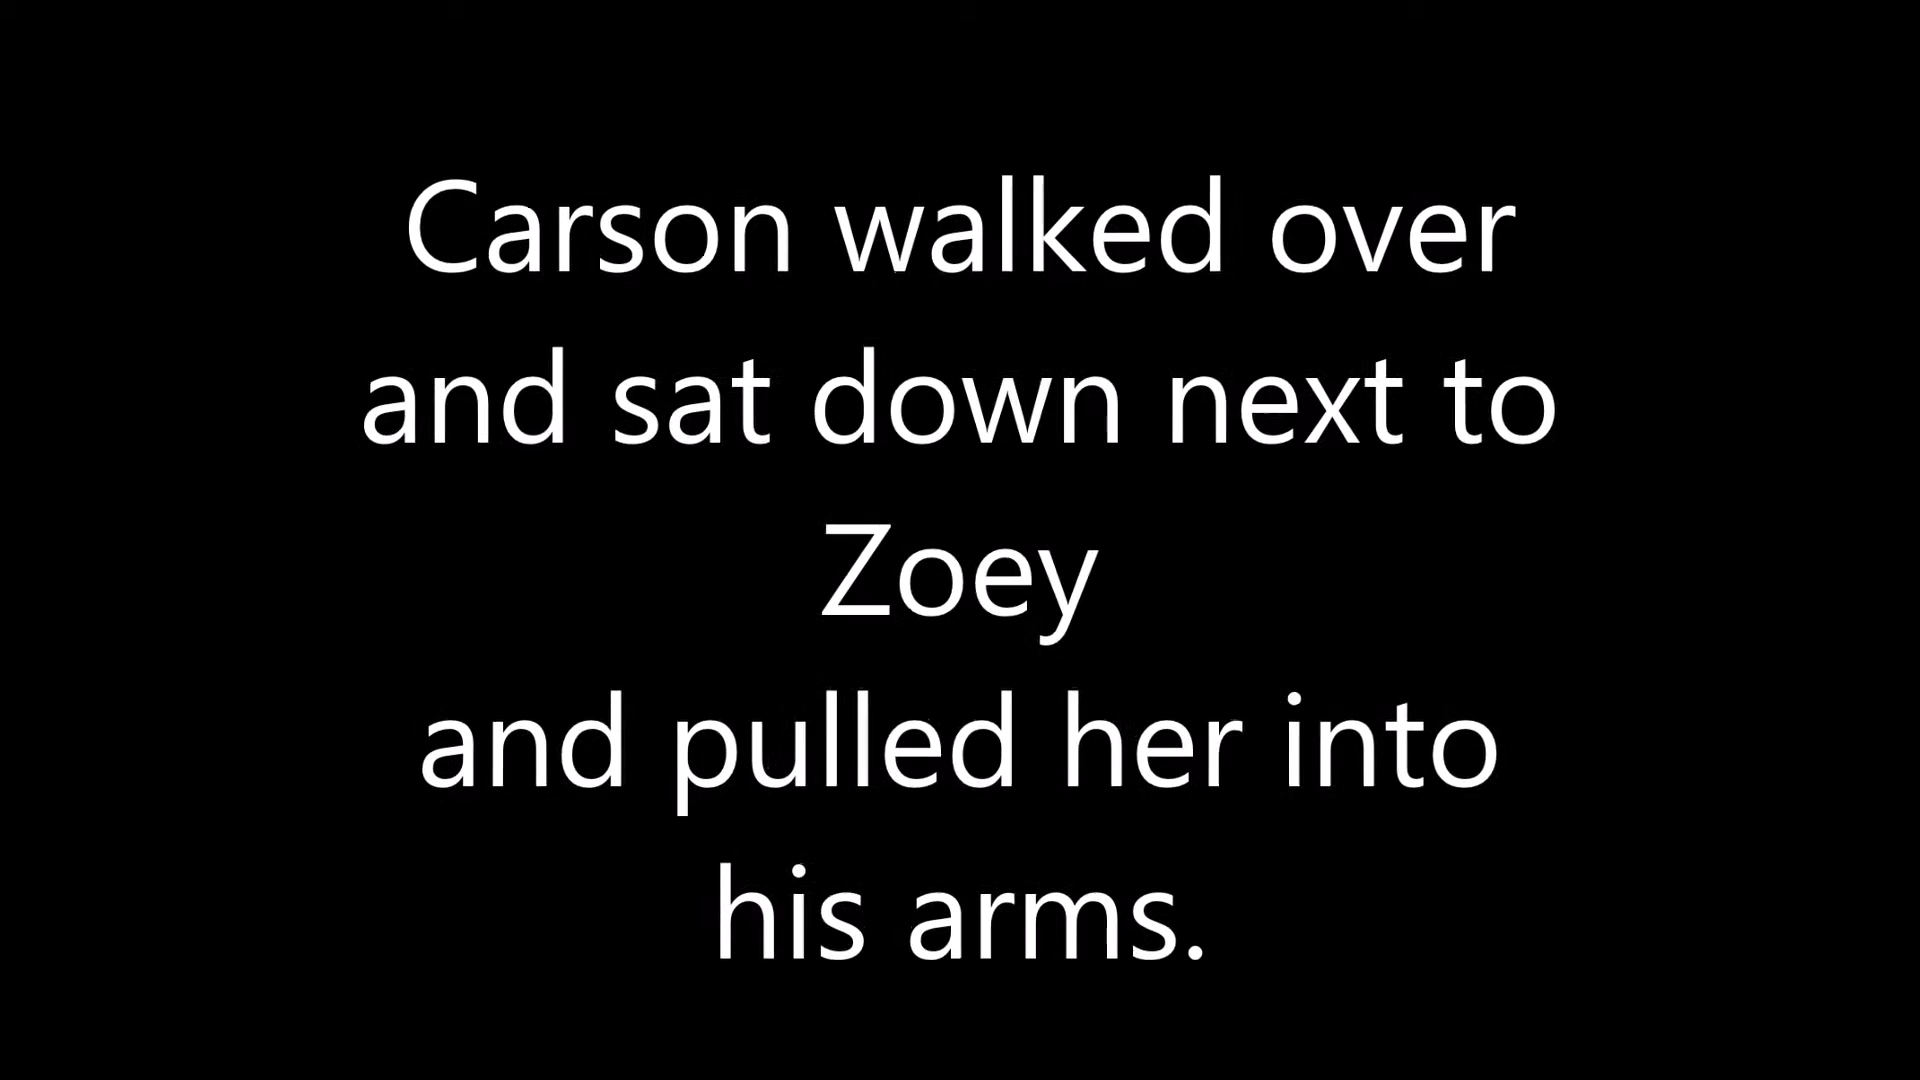 Carson walked over
and sat down next to
Zoey
and pulled her into
his arms.